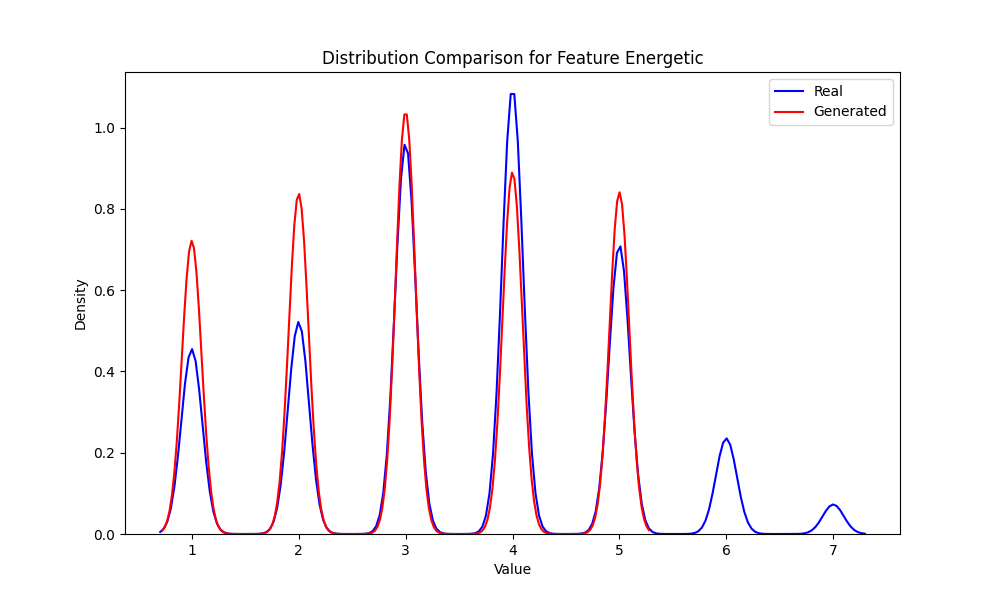 Distribution Comparison for Feature Energetic
Real
Generated
Density
1.0
0.8
0.6
0.4
0.2
0.0
1 2 3 4 5 6 7
Value